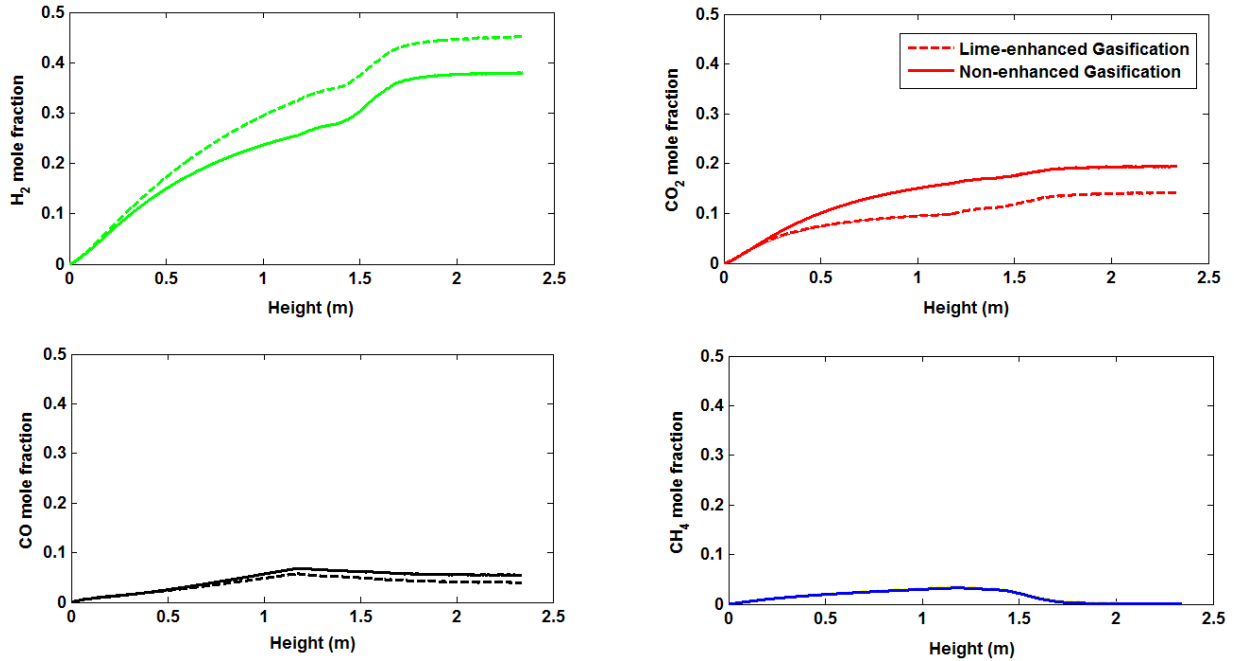 H2 mole fraction
0.5
0.4
0.3
0.2
0.1
0
0 0.5 1 1.5 2 2.5
Height (m)
CO2 mole fraction
0.5
0.4
0.3
0.2
0.1
0
0 0.5 1 1.5 2 2.5
Height (m)
Lime-enhanced Gasification
Non-enhanced Gasification
CO mole fraction
0.5
0.4
0.3
0.2
0.1
0
0 0.5 1 1.5 2 2.5
Height (m)
CH4 mole fraction
0.5
0.4
0.3
0.2
0.1
0
0 0.5 1 1.5 2 2.5
Height (m)